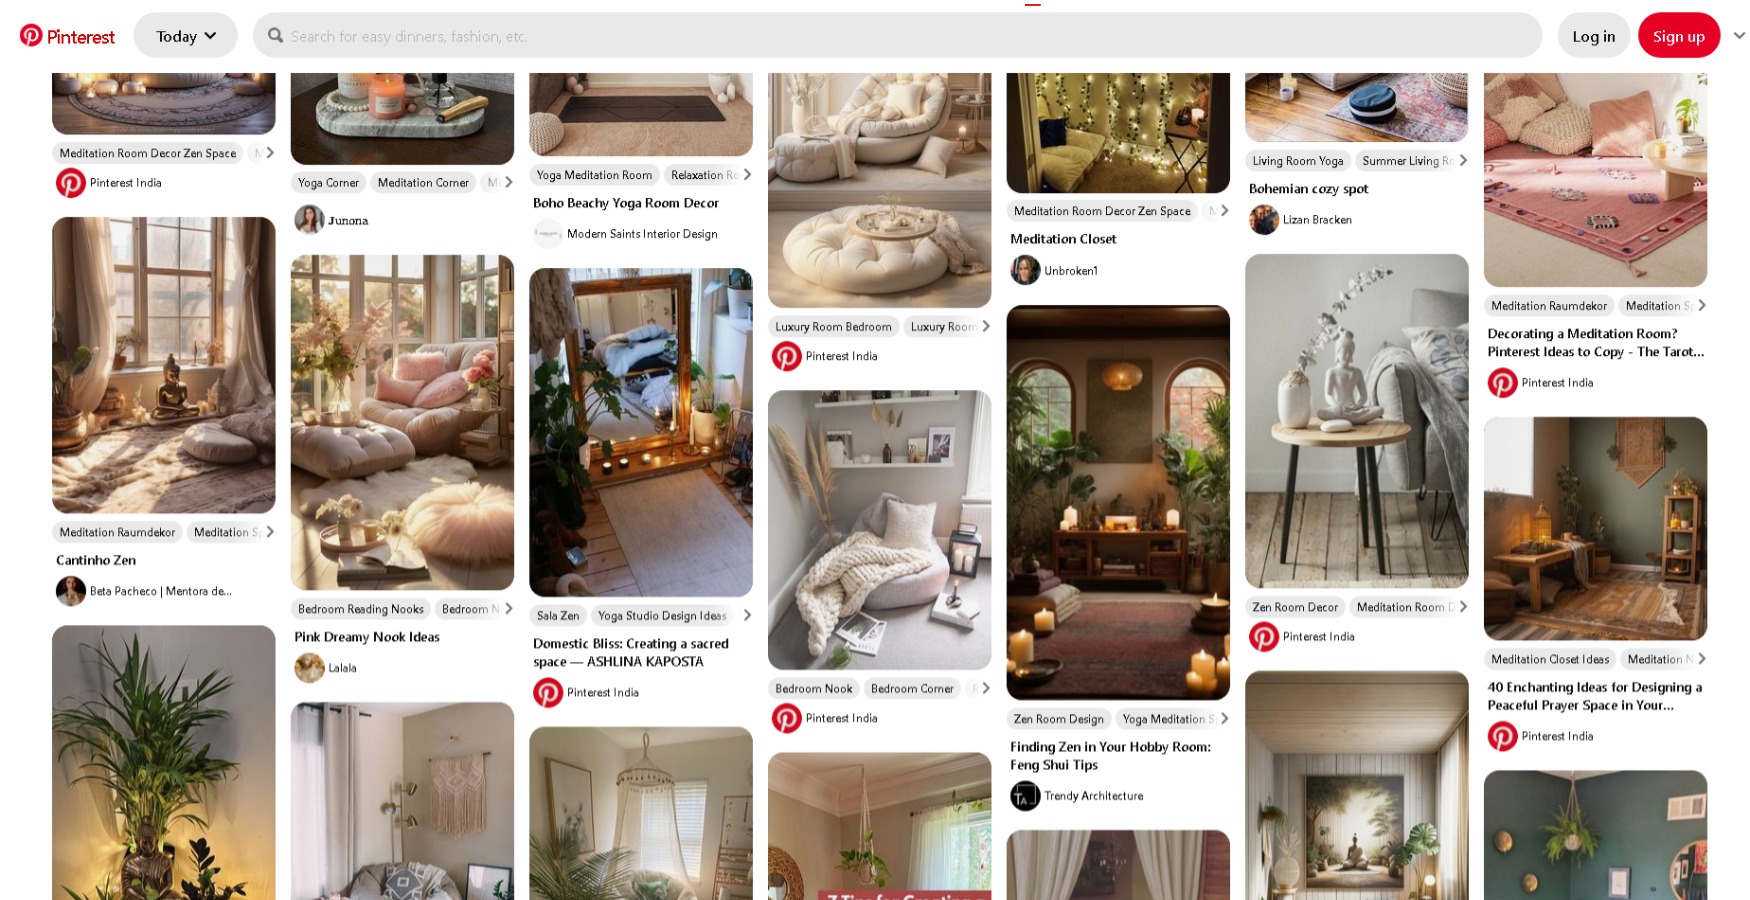 Pinterest
Today
Search for easy dinners, fashion, etc.
Log in
Sign up
Meditation Room Decor Zen Space
Pinterest India
Meditation Raumdekor
Meditation Sp
Cantinho Zen
Beta Pacheco | Mentora de...
Yoga Corner
Meditation Corner
Junona
Bedroom Reading Nooks
Bedroom N
Pink Dreamy Nook Ideas
Lalala
Yoga Meditation Room
Relaxation Ro
Boho Beachy Yoga Room Decor
Modern Saints Interior Design
Sala Zen
Yoga Studio Design Ideas
Domestic Bliss: Creating a sacred
space — ASHLINA KAPOSTA
Pinterest India
Luxury Room Bedroom
Luxury Room
Pinterest India
Bedroom Nook
Bedroom Corner
Pinterest India
Meditation Room Decor Zen Space
Meditation Closet
Unbroken1
Zen Room Design
Yoga Meditation S
Finding Zen in Your Hobby Room:
Feng Shui Tips
TA
Trendy Architecture
Living Room Yoga
Summer Living Ro
Bohemian cozy spot
Lizan Bracken
Zen Room Decor
Meditation Room D
Pinterest India
Meditation Raumdekor
Meditation Sp
Decorating a Meditation Room?
Pinterest Ideas to Copy - The Tarot...
Pinterest India
Meditation Closet Ideas
Meditation N
40 Enchanting Ideas for Designing a
Peaceful Prayer Space in Your...
Pinterest India